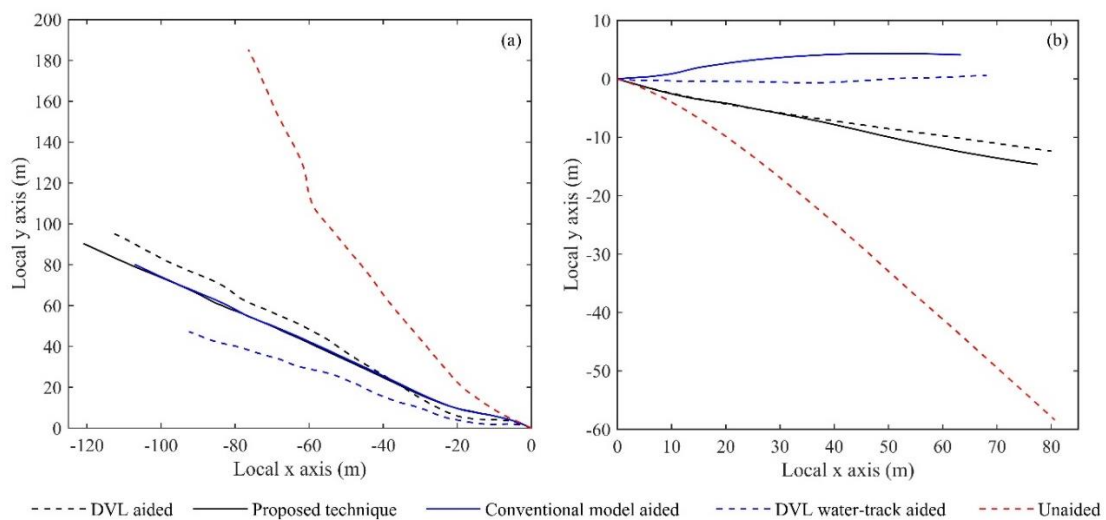 200
180
160
140
120
100
80
60
40
20
0
Local y axis (m)
(a)
-120 -100 -80 -60 -40 -20 0
Local x axis (m)
10
0
-10
-20
-30
-40
-50
-60
Local y axis (m)
(b)
0 10 20 30 40 50 60 70 80
Local x axis (m)
DVL aided Proposed technique Conventional model aided DVL water-track aided Unaided